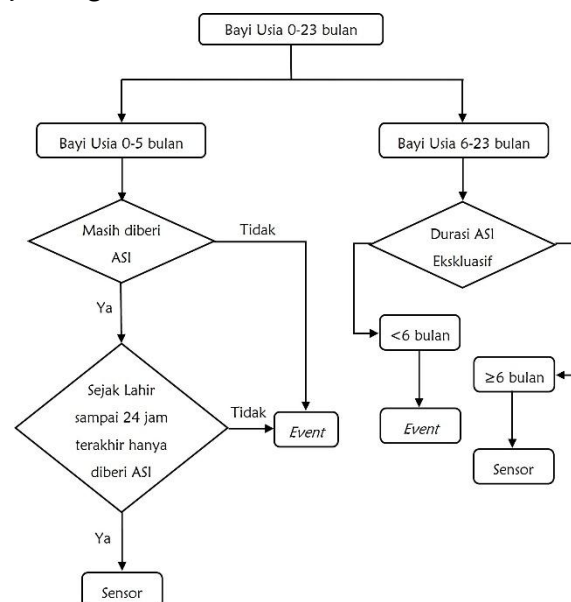 Bayi Usia 0-23 bulan
Bayi Usia 0-5 bulan
Bayi Usia 6-23 bulan
Masih diberi
ASI
Tidak
Durasi ASI
Ekskluasif
Ya
<6 bulan
≥6 bulan
Sejak Lahir
sampai 24 jam
terakhir hanya
diberi ASI
Tidak
Event
Event
Sensor
Ya
Sensor